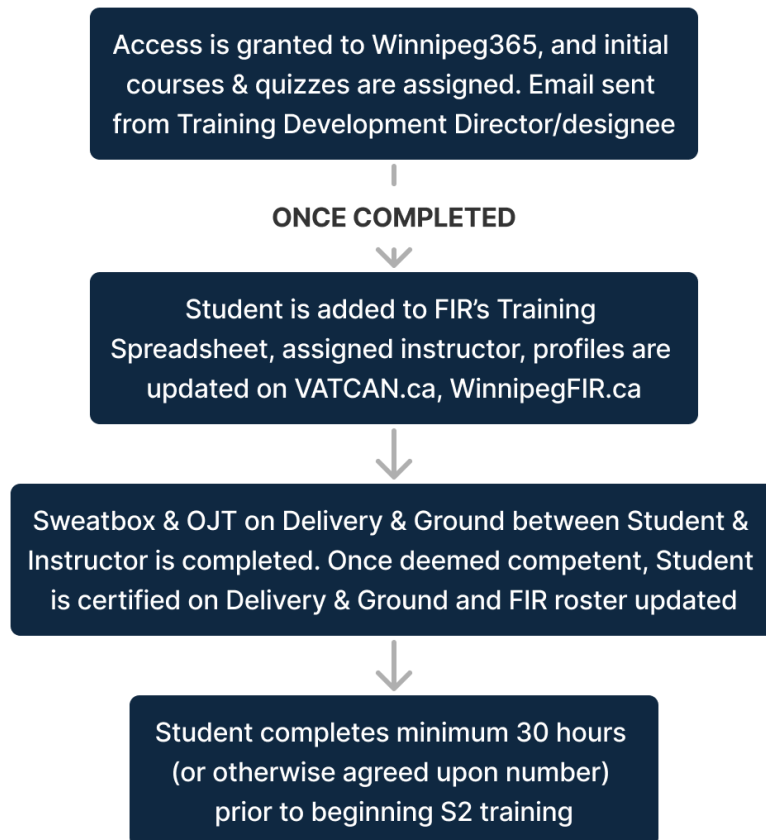 Access is granted to Winnipeg365, and initial
courses & quizzes are assigned. Email sent
from Training Development Director/designee
ONCE COMPLETED
Student is added to FIR’s Training
Spreadsheet, assigned instructor, profiles are
updated on VATCAN.ca, WinnipegFIR.ca
Sweatbox & OJT on Delivery & Ground between Student &
Instructor is completed. Once deemed competent, Student
is certified on Delivery & Ground and FIR roster updated
Student completes minimum 30 hours
(or otherwise agreed upon number)
prior to beginning S2 training